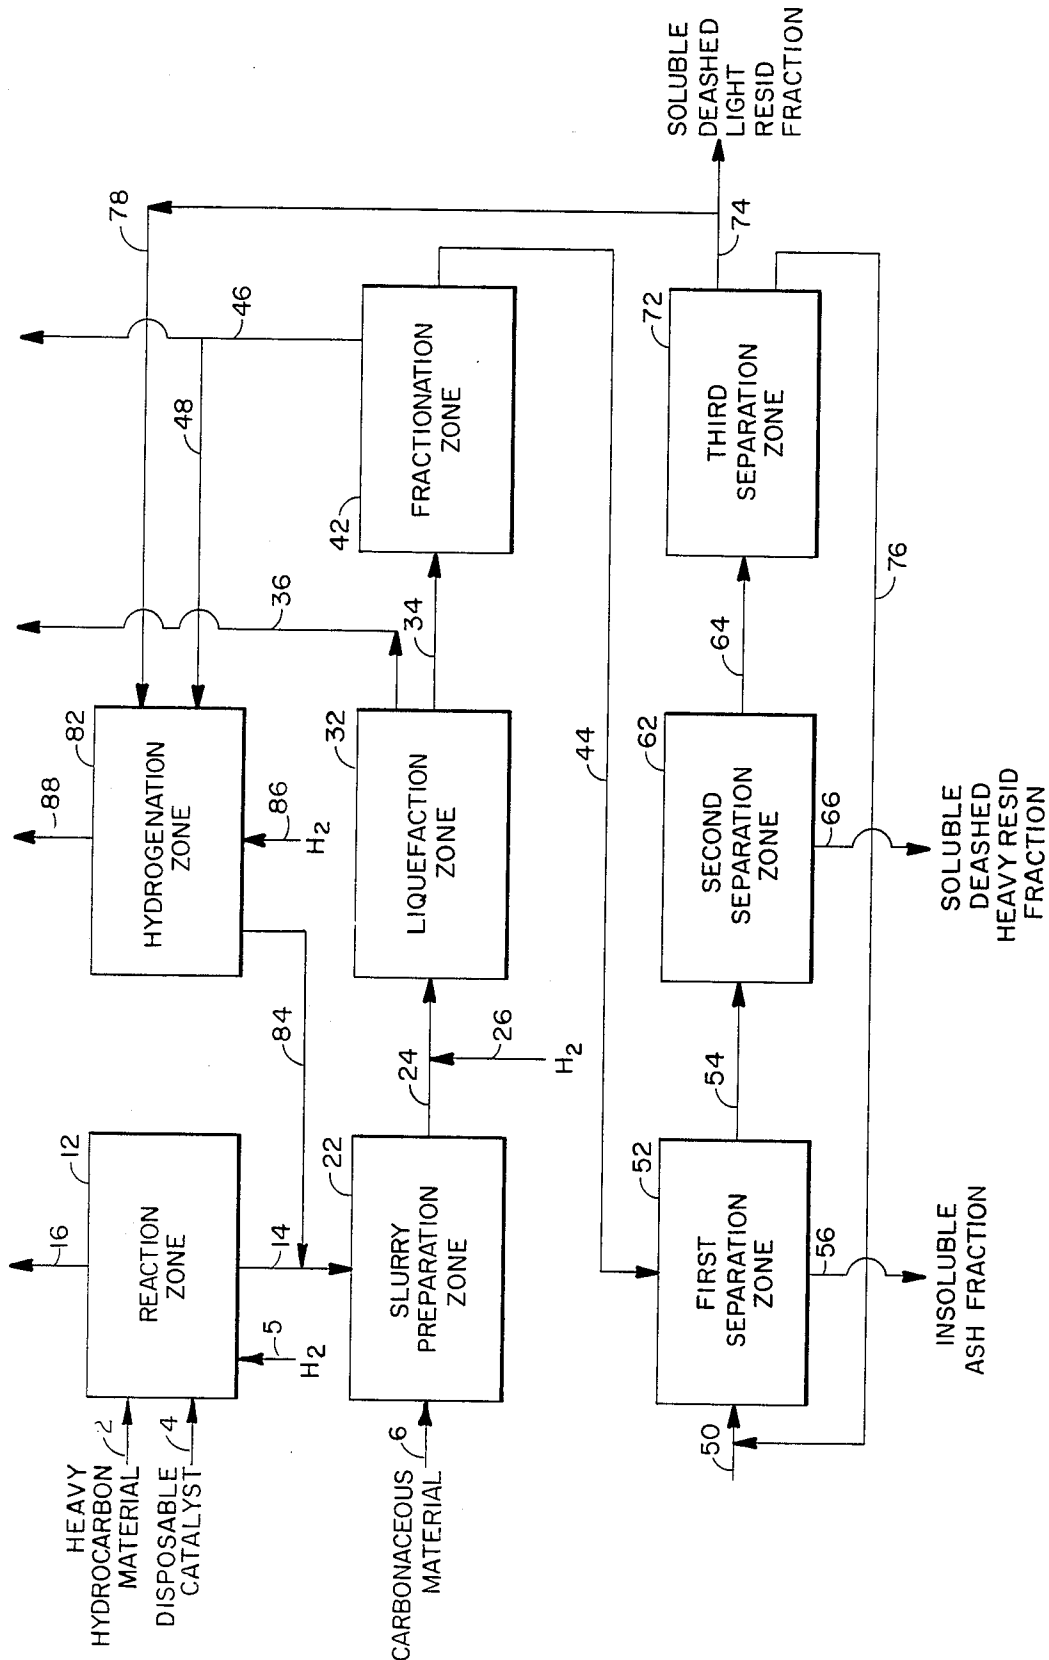 HEAVY
HYDROCARBON
MATERIAL
2
DISPOSABLE
CATALYST
4
5
H2
REACTION
ZONE
12
16
14
84
HYDROGENATION
ZONE
82
88
86
H2
78
48
46
36
CARBONACEOUS
MATERIAL
6
SLURRY
PREPARATION
ZONE
22
24
26
H2
LIQUEFACTION
ZONE
32
34
FRACTIONATION
ZONE
42
44
50
FIRST
SEPARATION
ZONE
52
54
56
INSOLUBLE
ASH FRACTION
SECOND
SEPARATION
ZONE
62
64
66
SOLUBLE
DEASHED
HEAVY RESID
FRACTION
THIRD
SEPARATION
ZONE
72
74
76
SOLUBLE
DEASHED
LIGHT
RESID
FRACTION